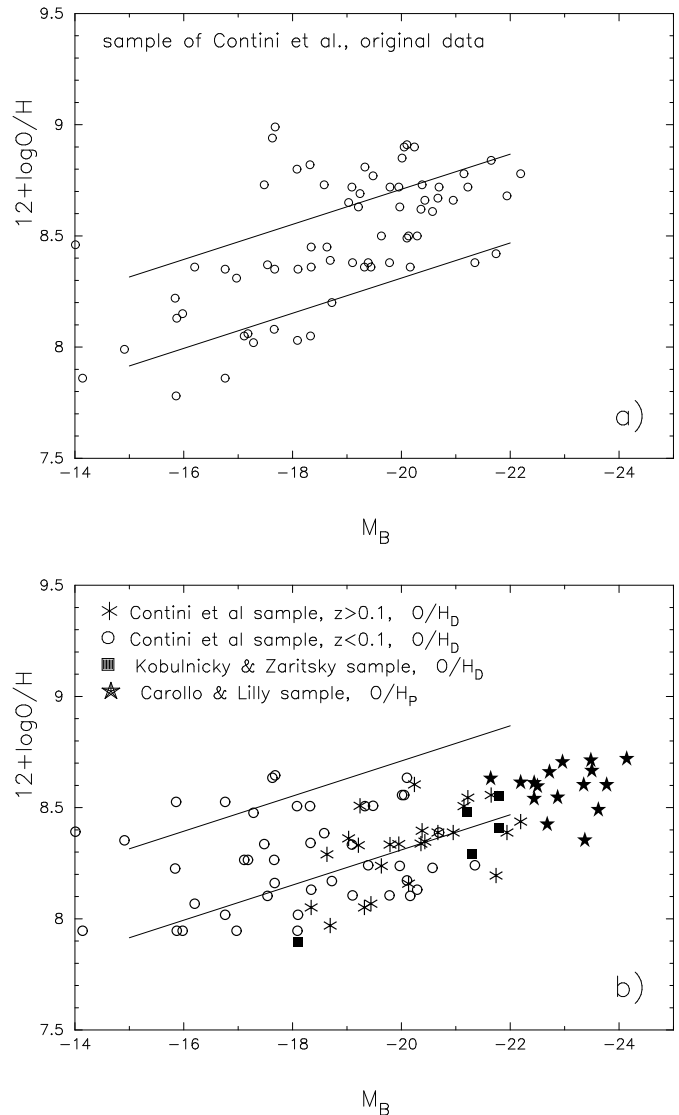 9.5
sample of Contini et al., original data
9
12+logO/H
8.5
8
a)
7.5
−14 −16 −18 −20 −22 −24
M_B
9.5
Contini et al sample, z>0.1, O/H_D
Contini et al sample, z<0.1, O/H_D
Kobulnicky & Zaritsky sample, O/H_D
9
Carollo & Lilly sample, O/H_P
12+logO/H
8.5
8
b)
7.5
−14 −16 −18 −20 −22 −24
M_B